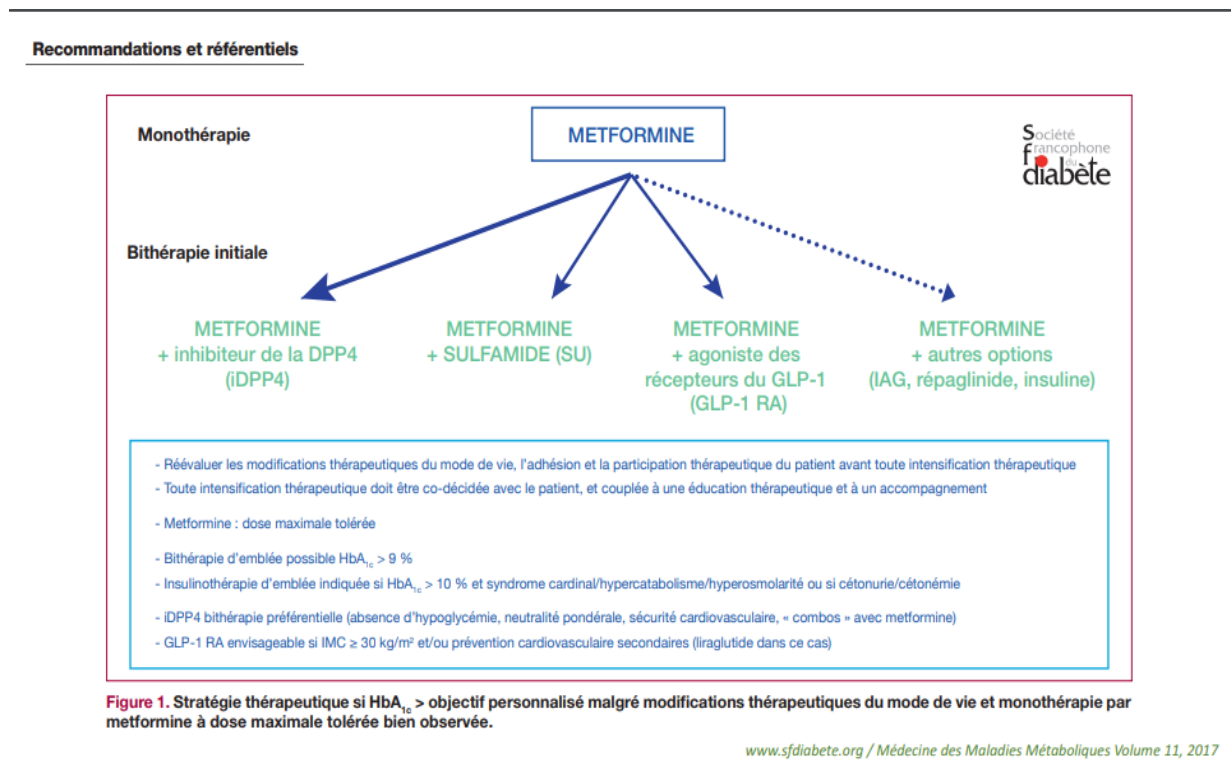 Recommandations et référentiels
Monothérapie
METFORMINE
Société
francophone
du
diabète
Bithérapie initiale
METFORMINE
+ inhibiteur de la DPP4
(iDPP4)
METFORMINE
+ SULFAMIDE (SU)
METFORMINE
+ agoniste des
récepteurs du GLP-1
(GLP-1 RA)
METFORMINE
+ autres options
(IAG, répaglinide, insuline)
- Réévaluer les modifications thérapeutiques du mode de vie, l'adhésion et la participation thérapeutique du patient avant toute intensification thérapeutique
- Toute intensification thérapeutique doit être co-décidée avec le patient, et couplée à une éducation thérapeutique et à un accompagnement
- Metformine : dose maximale tolérée
- Bithérapie d'emblée possible HbA1c > 9 %
- Insulinothérapie d'emblée indiquée si HbA1c > 10 % et syndrome cardinal/hypercatabolisme/hyperosmolarité ou si cétonurie/cétonémie
- iDPP4 bithérapie préférentielle (absence d'hypoglycémie, neutralité pondérale, sécurité cardiovasculaire, « combos » avec metformine)
- GLP-1 RA envisageable si IMC ≥ 30 kg/m² et/ou prévention cardiovasculaire secondaires (liraglutide dans ce cas)
Figure 1. Stratégie thérapeutique si HbA1c > objectif personnalisé malgré modifications thérapeutiques du mode de vie et monothérapie par
metformine à dose maximale tolérée bien observée.
www.sfdiabete.org / Médecine des Maladies Métaboliques Volume 11, 2017